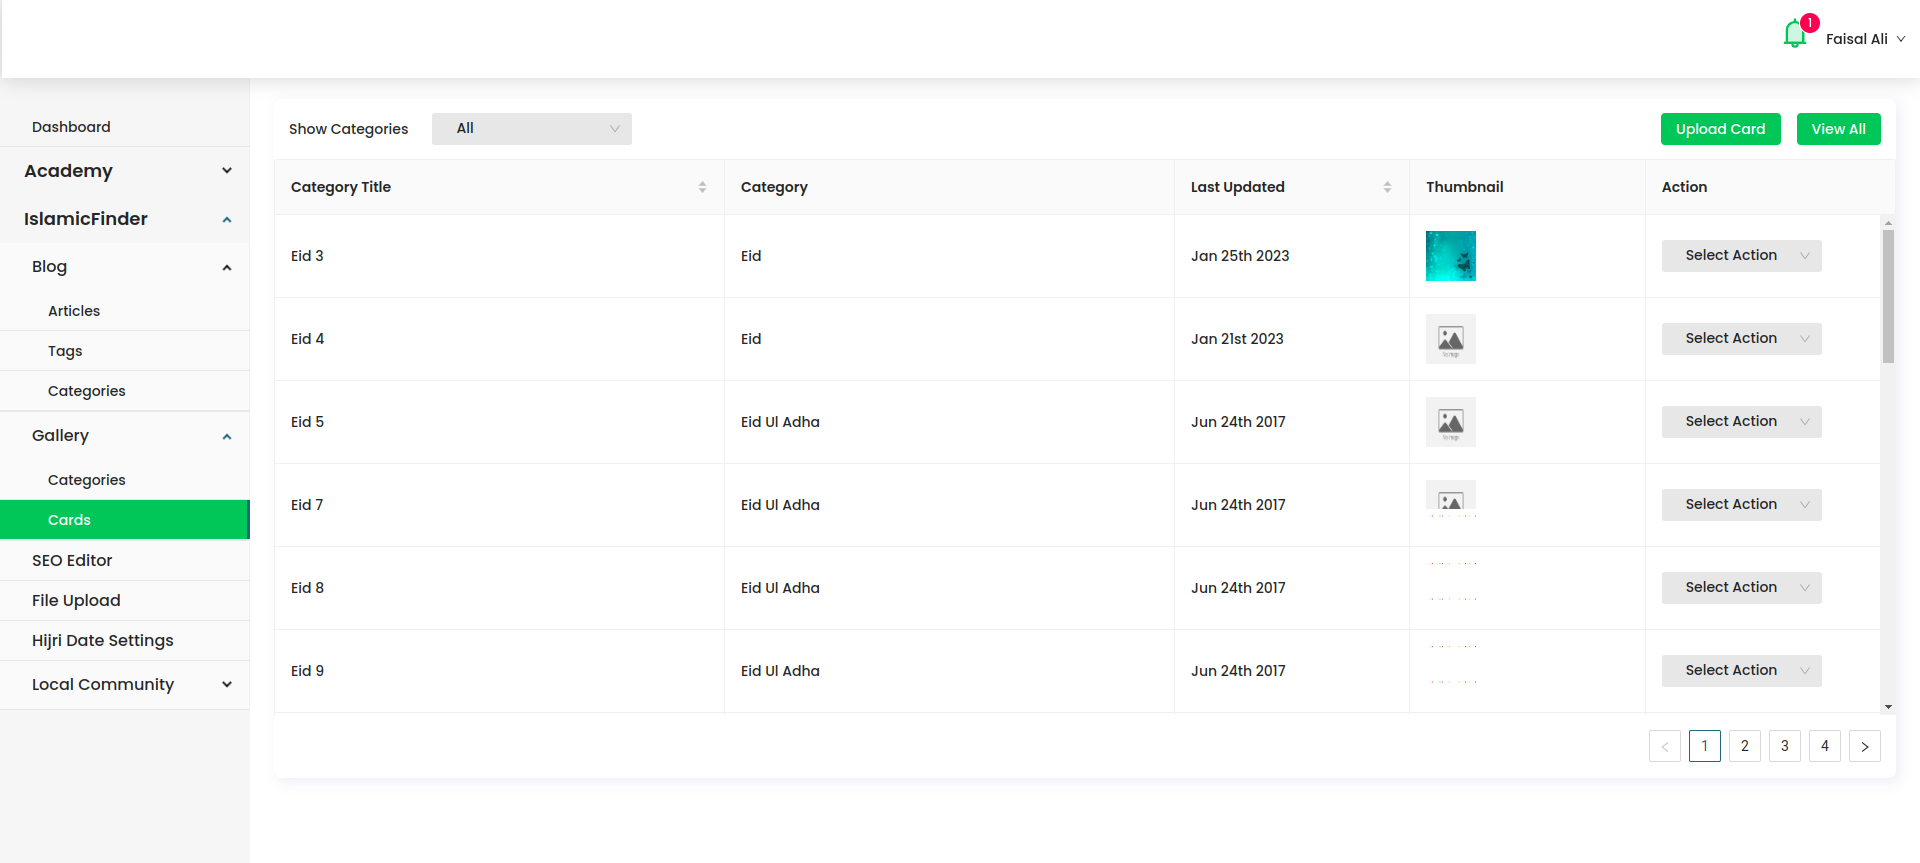 1
Faisal Ali
Dashboard
Academy
IslamicFinder
Blog
Articles
Tags
Categories
Gallery
Categories
Cards
SEO Editor
File Upload
Hijri Date Settings
Local Community
Show Categories All Upload Card View All
Category Title Category Last Updated Thumbnail Action
Eid 3 Eid Jan 25th 2023 Select Action
Eid 4 Eid Jan 21st 2023 Select Action
Eid 5 Eid Ul Adha Jun 24th 2017 Select Action
Eid 7 Eid Ul Adha Jun 24th 2017 Select Action
Eid 8 Eid Ul Adha Jun 24th 2017 Select Action
Eid 9 Eid Ul Adha Jun 24th 2017 Select Action
< 1 2 3 4 >